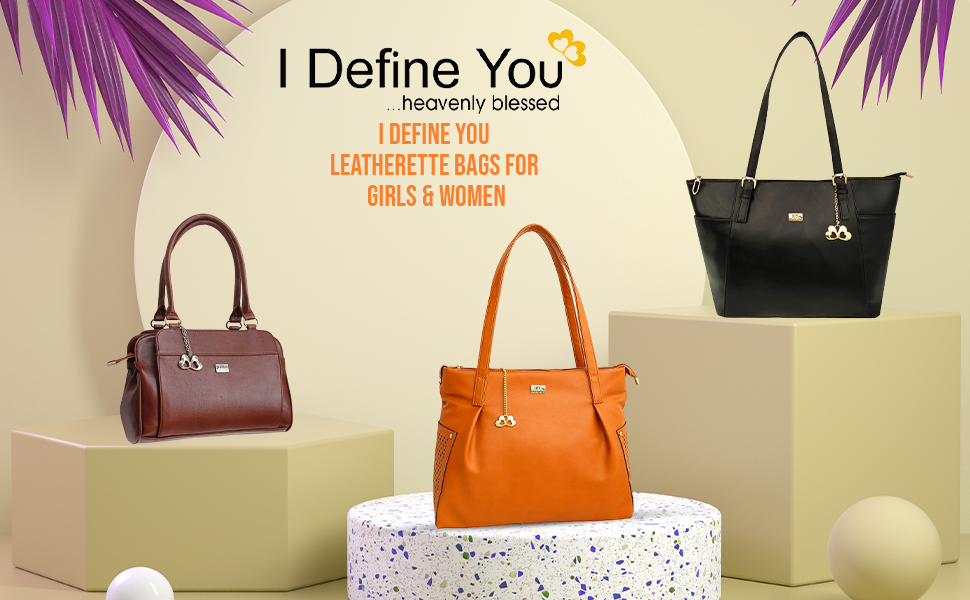 I Define You
...heavenly blessed
I DEFINE YOU
LEATHERETTE BAGS FOR
GIRLS & WOMEN